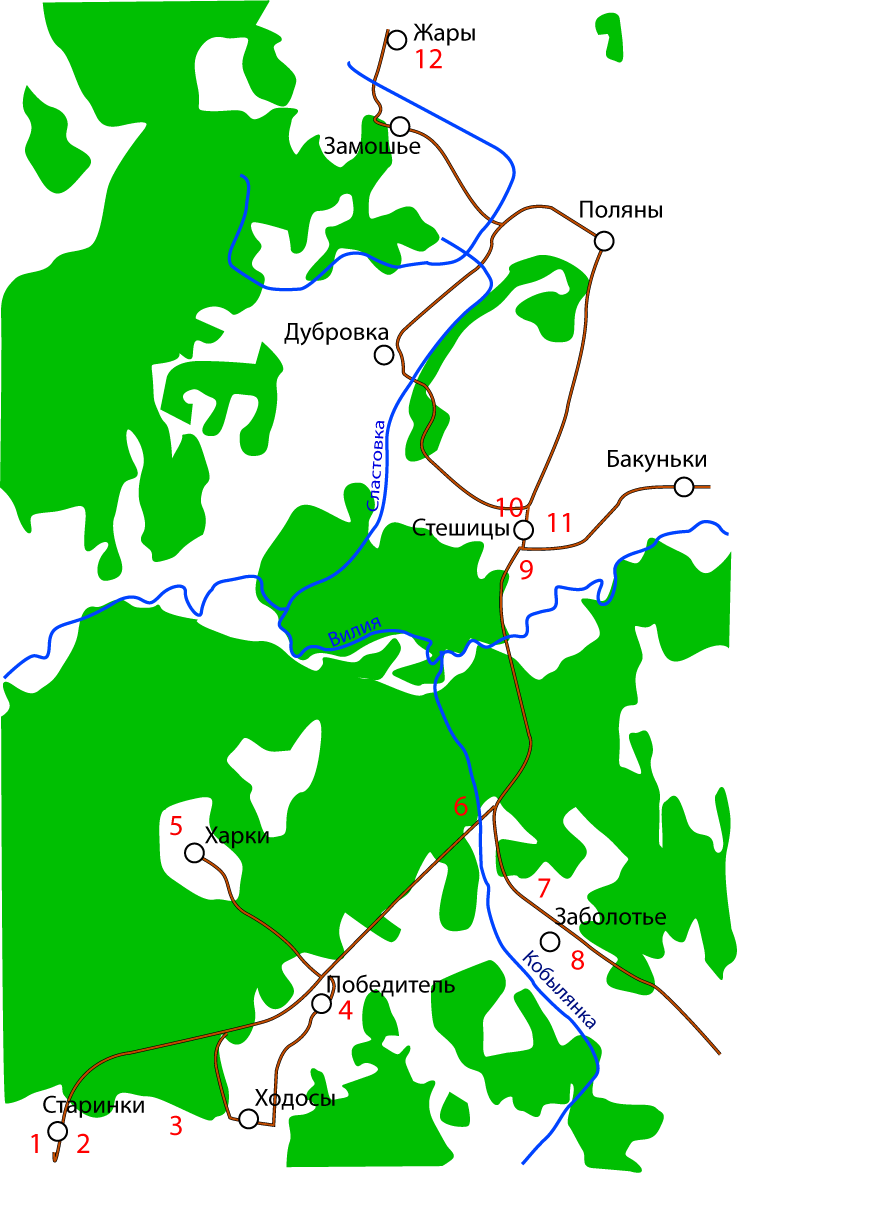 Жары
12
Замошье
Поляны
Дубровка
Сластовка
Бакуньки
10
11
Стешицы
9
Вилия
6
5
Харки
7
Заболотье
8
Кобылянка
Победитель
4
Ходосы
Старинки
3
1
2